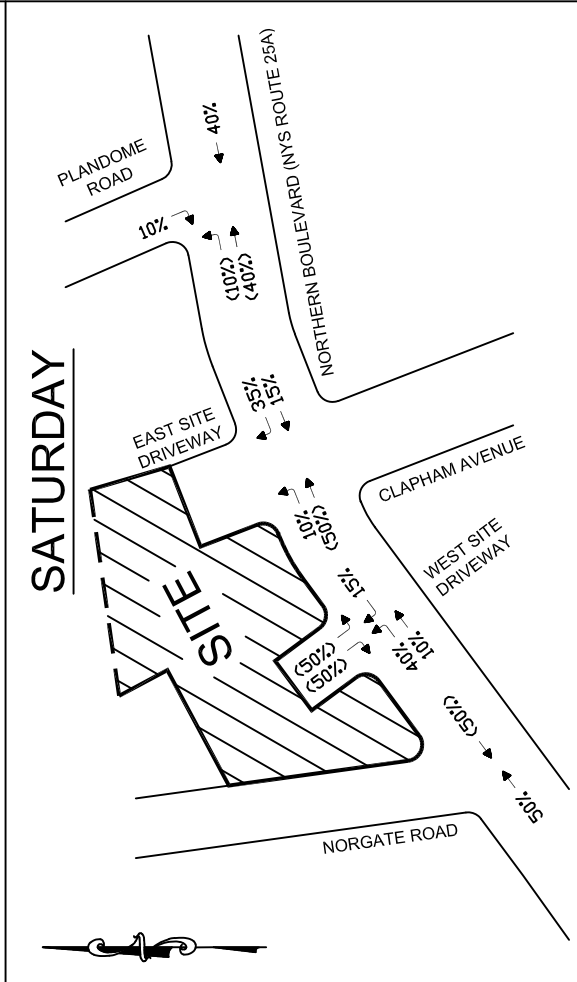 SATURDAY
PLANDOME
ROAD
NORTHERN BOULEVARD (NYS ROUTE 25A)
40%
10%
(10%)
(40%)
35%
15%
EAST SITE
DRIVEWAY
CLAPHAM AVENUE
10%
(50%)
SITE
WEST SITE
DRIVEWAY
15%
(50%)
(50%)
40%
10%
(50%)
50%
NORGATE ROAD
N